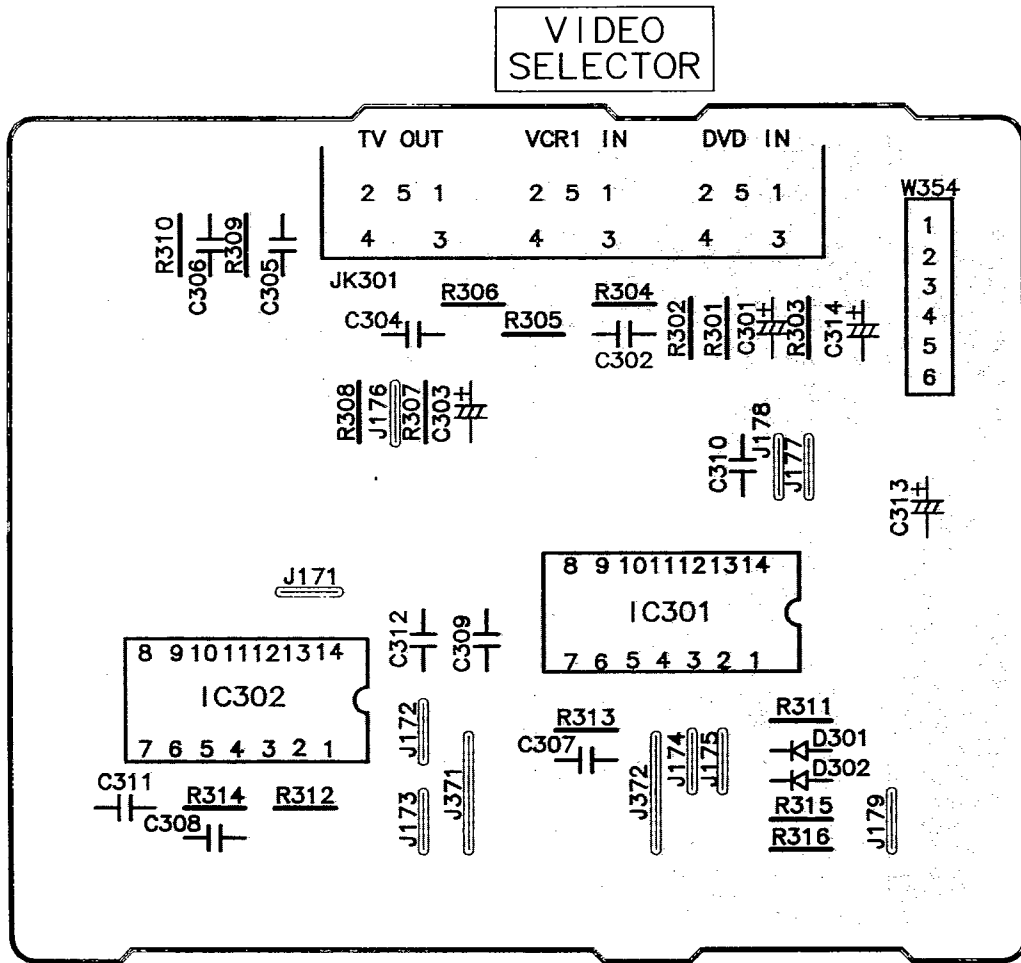 VIDEO
SELECTOR
TV OUT VCR1 IN DVD IN
2 5 1 2 5 1 2 5 1
4 3 4 3 4 3
JK301
W354
1
2
3
4
5
6
R310
C306
R309
C305
R306
R304
C304
R305
C302
R302
R301
C301 +
R303
C314 +
R308
J176
R307
C303 +
C310
J178
J177
C313 +
J171
8 9 10 11 12 13 14
IC301
7 6 5 4 3 2 1
C312
C309
8 9 10 11 12 13 14
IC302
7 6 5 4 3 2 1
J172
J173
J371
R313
C307
J372
J174
J175
R311
D301
D302
R315
R316
J179
C311
R314
R312
C308